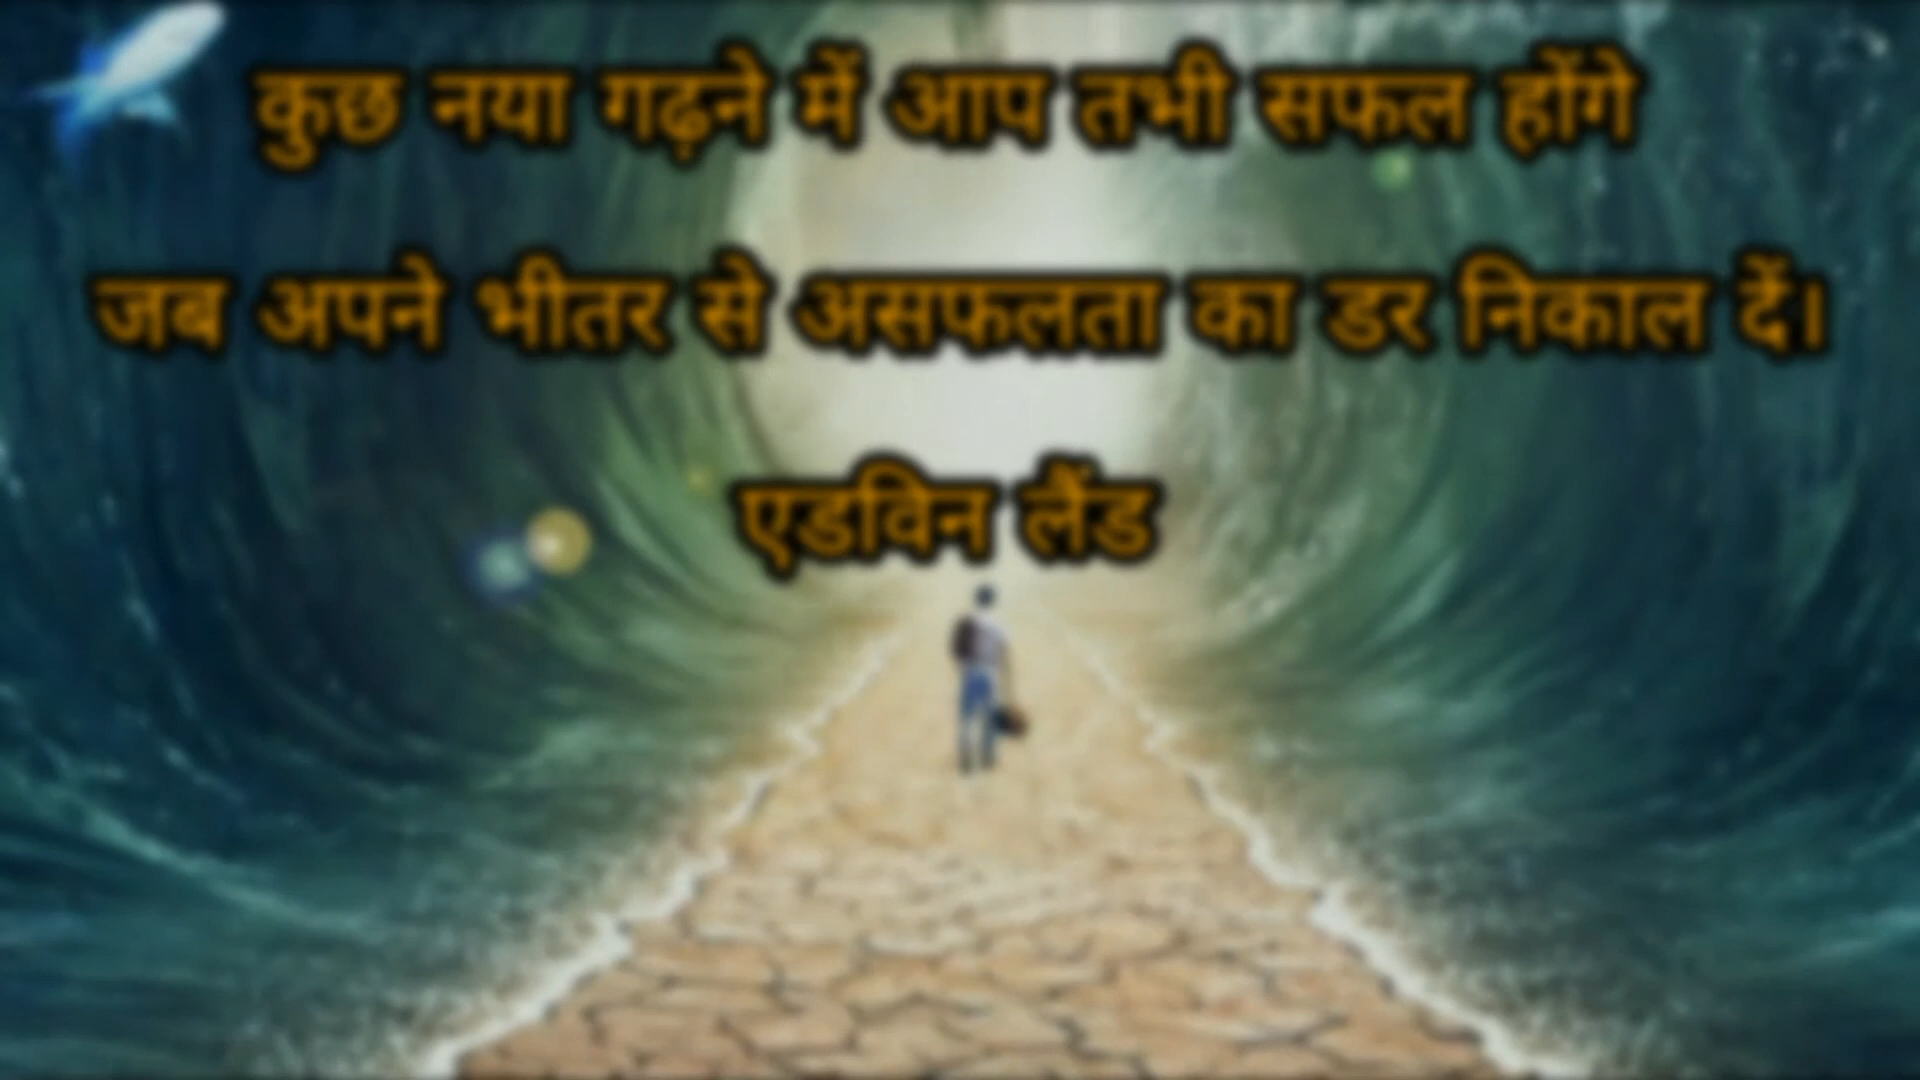 कुछ नया गढ़ने में आप तभी सफल होंगे
जब अपने भीतर से असफलता का डर निकाल दें।
एडविन लैंड